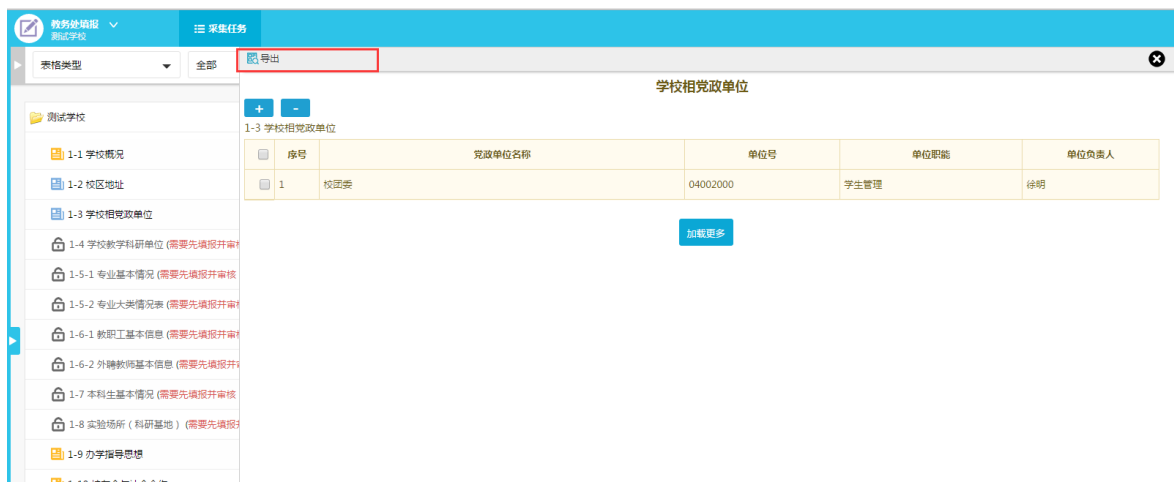 教务处填报
测试学校
采集任务
表格类型
全部
导出
学校相党政单位
+ -
1-3 学校相党政单位
序号 党政单位名称 单位号 单位职能 单位负责人
1 校团委 04002000 学生管理 徐明
加载更多
测试学校
1-1 学校概况
1-2 校区地址
1-3 学校相党政单位
1-4 学校教学科研单位 (需要先填报并审
1-5-1 专业基本情况 (需要先填报并审核
1-5-2 专业大类情况表 (需要先填报并审
1-6-1 教职工基本信息 (需要先填报并审
1-6-2 外聘教师基本信息 (需要先填报并
1-7 本科生基本情况 (需要先填报并审核
1-8 实验场所（科研基地） (需要先填报
1-9 办学指导思想